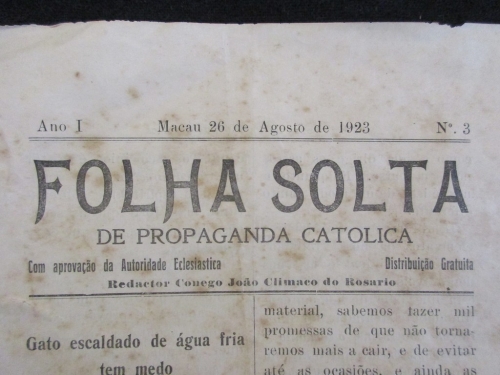 Ano I Macau 26 de Agosto de 1923 Nº. 3
FOLHA SOLTA
DE PROPAGANDA CATOLICA
Com aprovação da Autoridade Eclesiastica Distribuição Gratuita
Redactor Conego João Climaco do Rosario
Gato escaldado de água fria
tem medo
material, sabemos fazer mil
promessas de que não torna-
remos mais a cair, e de evitar
até as ocasiões, e ainda as